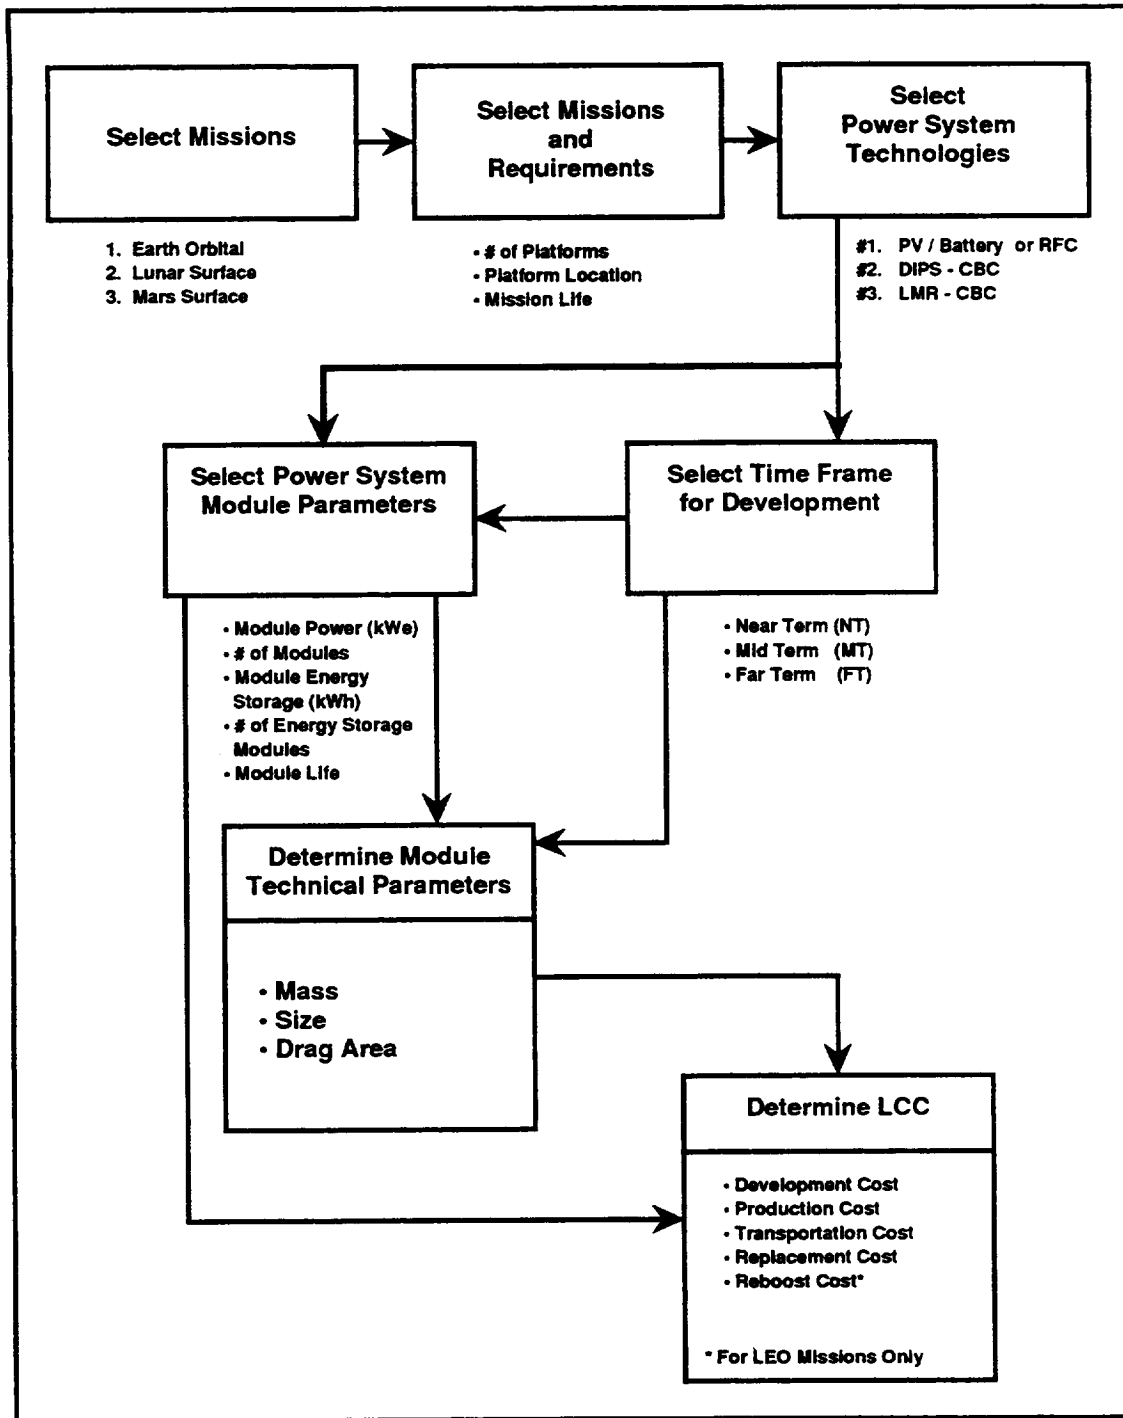 Select Missions
Select Missions
and
Requirements
Select
Power System
Technologies
1. Earth Orbital
2. Lunar Surface
3. Mars Surface
• # of Platforms
• Platform Location
• Mission Life
#1. PV / Battery or RFC
#2. DIPS - CBC
#3. LMR - CBC
Select Power System
Module Parameters
Select Time Frame
for Development
• Module Power (kWe)
• # of Modules
• Module Energy
Storage (kWh)
• # of Energy Storage
Modules
• Module Life
• Near Term (NT)
• Mid Term (MT)
• Far Term (FT)
Determine Module
Technical Parameters
• Mass
• Size
• Drag Area
Determine LCC
• Development Cost
• Production Cost
• Transportation Cost
• Replacement Cost
• Reboost Cost*
* For LEO Missions Only